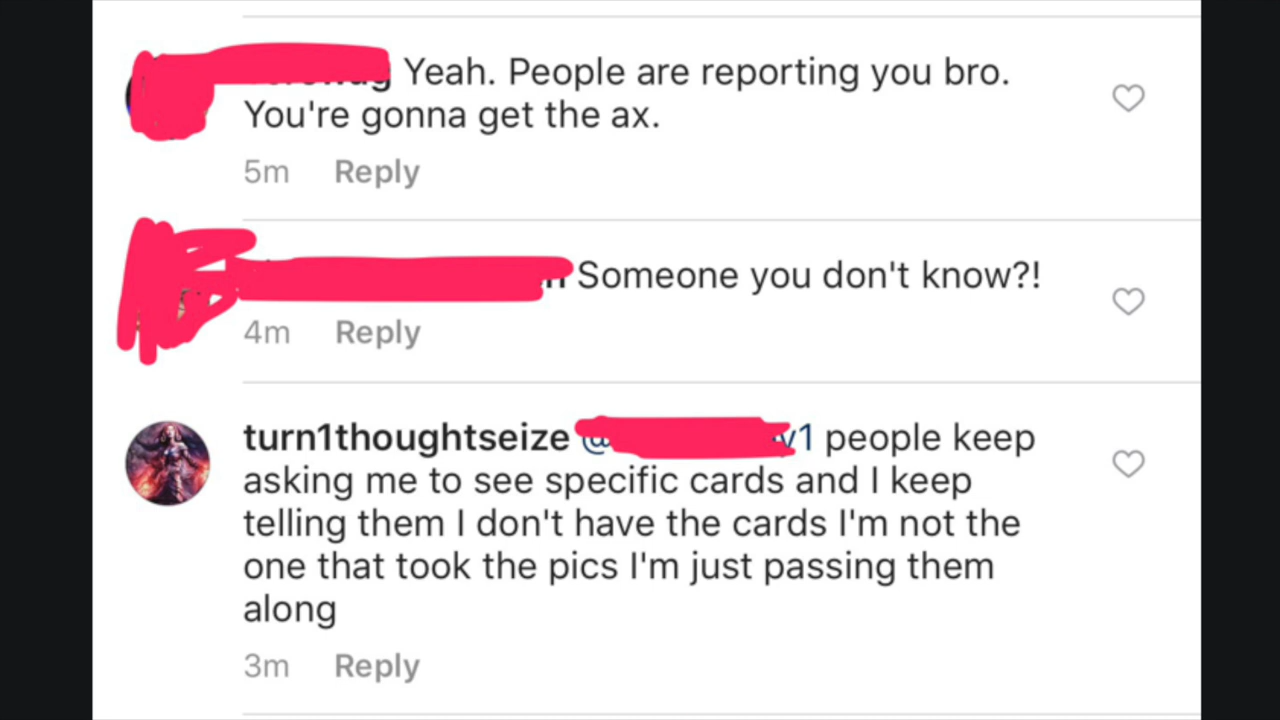 Yeah. People are reporting you bro.
You're gonna get the ax.
5m Reply
Someone you don't know?!
4m Reply
turn1thoughtseize @ y1 people keep
asking me to see specific cards and I keep
telling them I don't have the cards I'm not the
one that took the pics I'm just passing them
along
3m Reply